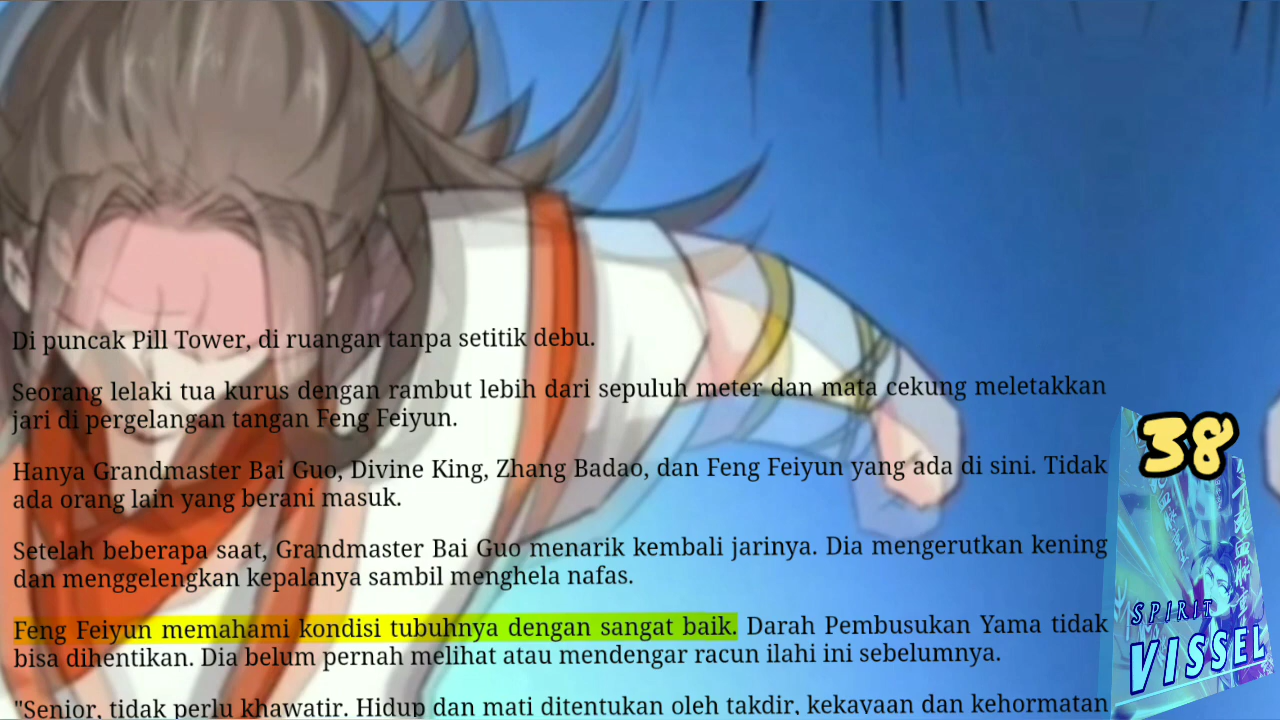 Di puncak Pill Tower, di ruangan tanpa setitik debu.
Seorang lelaki tua kurus dengan rambut lebih dari sepuluh meter dan mata cekung meletakkan
jari di pergelangan tangan Feng Feiyun.
Hanya Grandmaster Bai Guo, Divine King, Zhang Badao, dan Feng Feiyun yang ada di sini. Tidak
ada orang lain yang berani masuk.
Setelah beberapa saat, Grandmaster Bai Guo menarik kembali jarinya. Dia mengerutkan kening
dan menggelengkan kepalanya sambil menghela nafas.
Feng Feiyun memahami kondisi tubuhnya dengan sangat baik. Darah Pembusukan Yama tidak
bisa dihentikan. Dia belum pernah melihat atau mendengar racun ilahi ini sebelumnya.
"Senior, tidak perlu khawatir. Hidup dan mati ditentukan oleh takdir, kekayaan dan kehormatan
38
SPIRIT
VISSEL